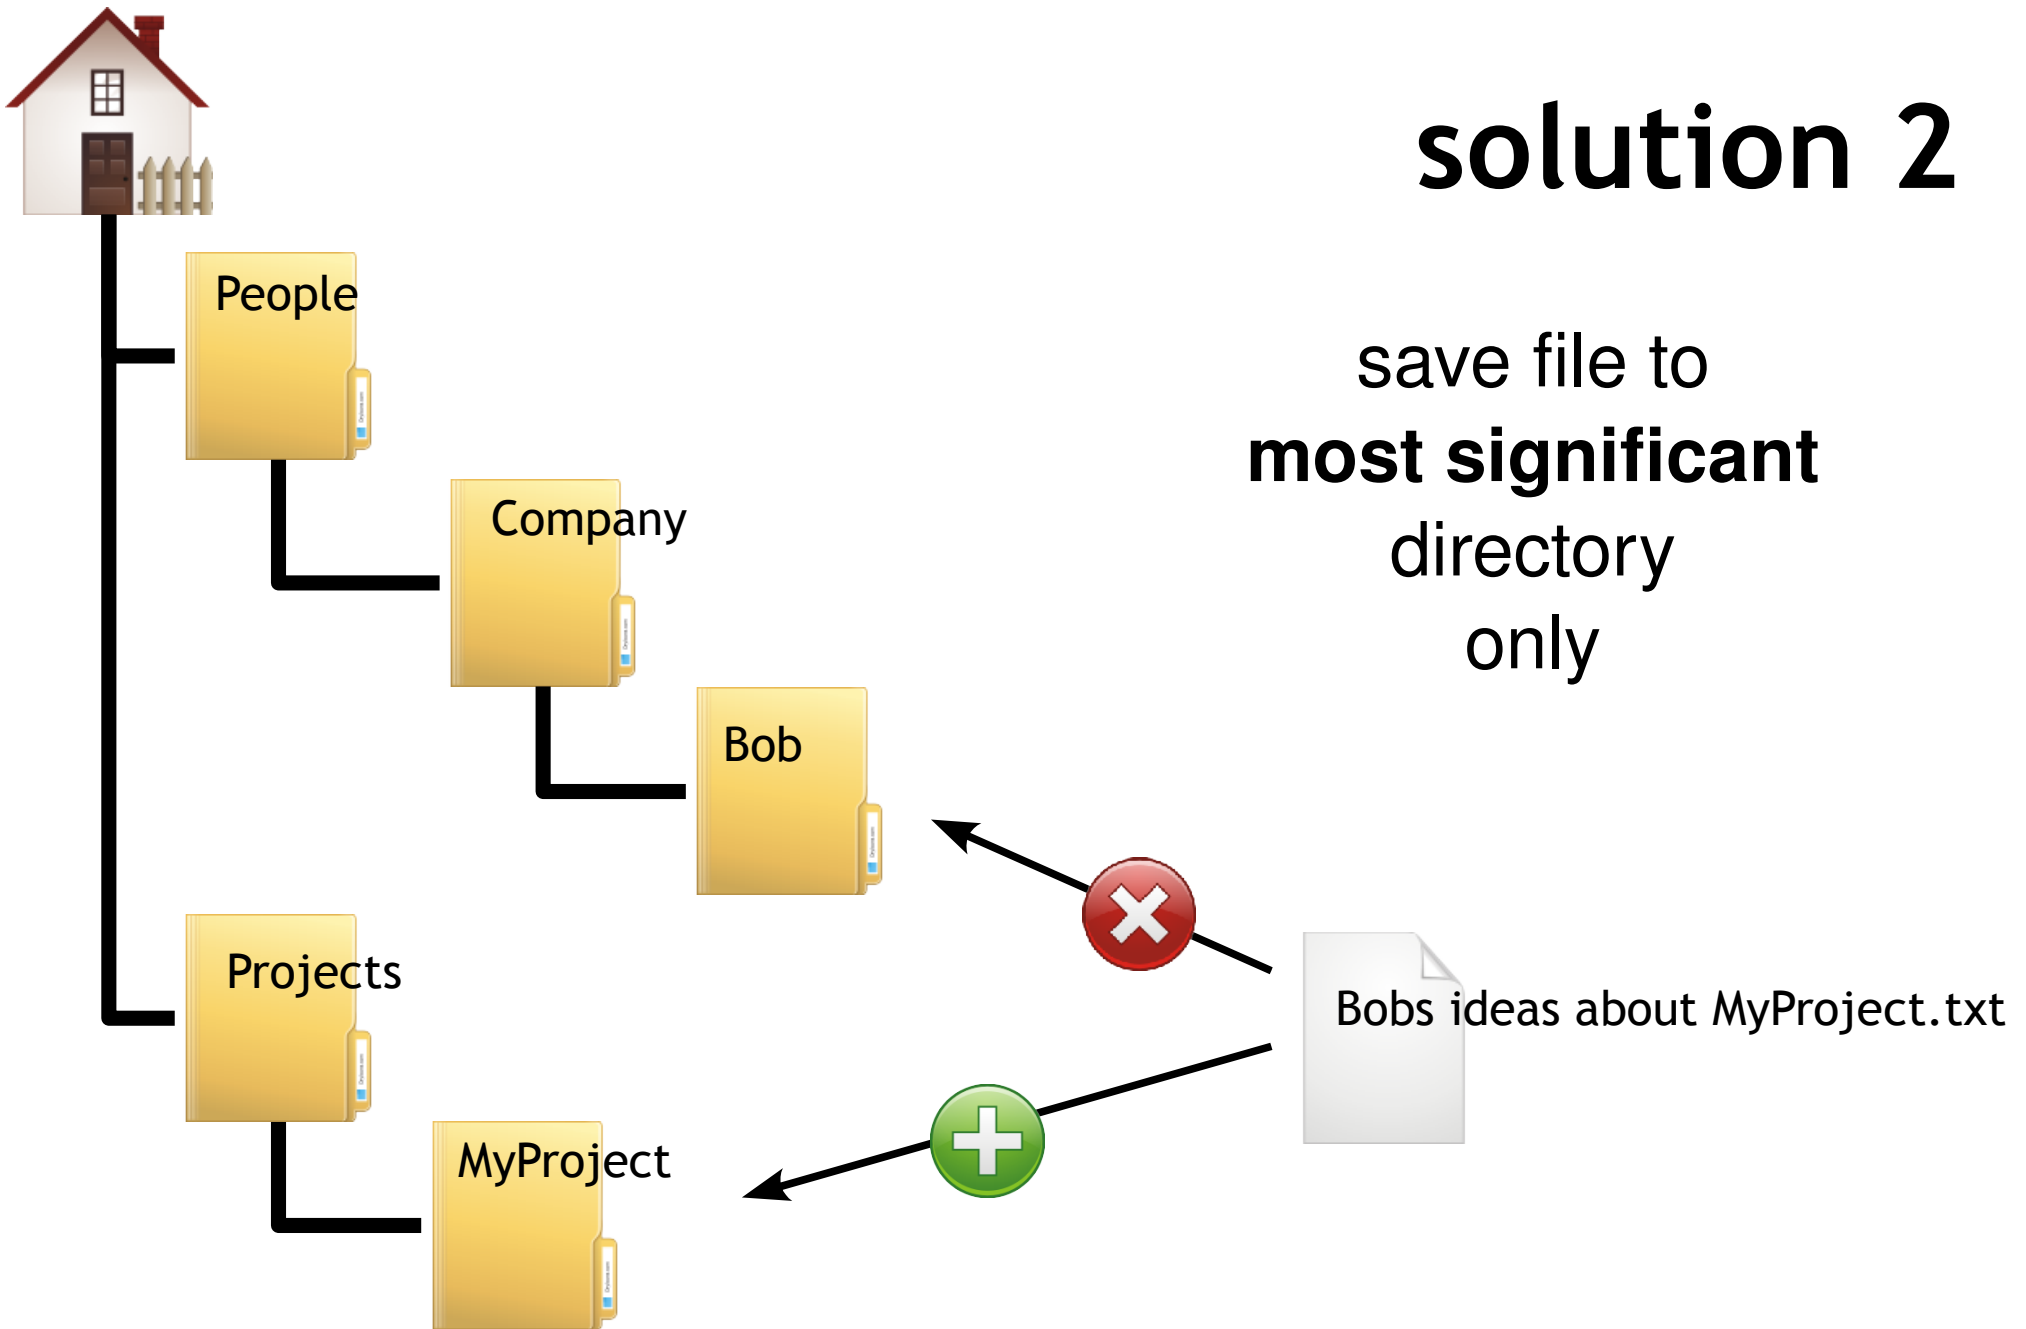 solution 2
People
save file to
most significant
directory
only
Company
Bob
Projects
Bobs ideas about MyProject.txt
MyProject